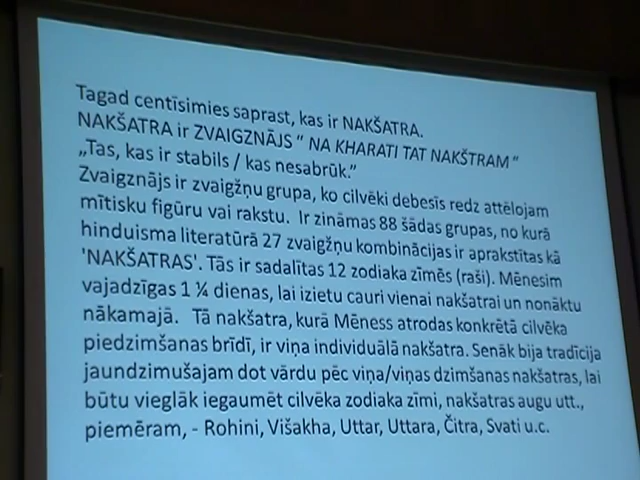 Tagad centīsimies saprast, kas ir NAKŠATRA.
NAKŠATRA ir ZVAIGZNĀJS " NA KHARATI TAT NAKŠTRAM "
„Tas, kas ir stabils / kas nesabrūk.”
Zvaigznājs ir zvaigžņu grupa, ko cilvēki debesīs redz attēlojam
mītisku figūru vai rakstu. Ir zināmas 88 šādas grupas, no kurā
hinduisma literatūrā 27 zvaigžņu kombinācijas ir aprakstītas kā
'NAKŠATRAS'. Tās ir sadalītas 12 zodiaka zīmēs (raši). Mēnesim
vajadzīgas 1 ¼ dienas, lai izietu cauri vienai nakšatrai un nonāktu
nākamajā. Tā nakšatra, kurā Mēness atrodas konkrētā cilvēka
piedzimšanas brīdī, ir viņa individuālā nakšatra. Senāk bija tradīcija
jaundzimušajam dot vārdu pēc viņa/viņas dzimšanas nakšatras, lai
būtu vieglāk iegaumēt cilvēka zodiaka zīmi, nakšatras augu utt.,
piemēram, - Rohini, Višakha, Uttar, Uttara, Čitra, Svati u.c.